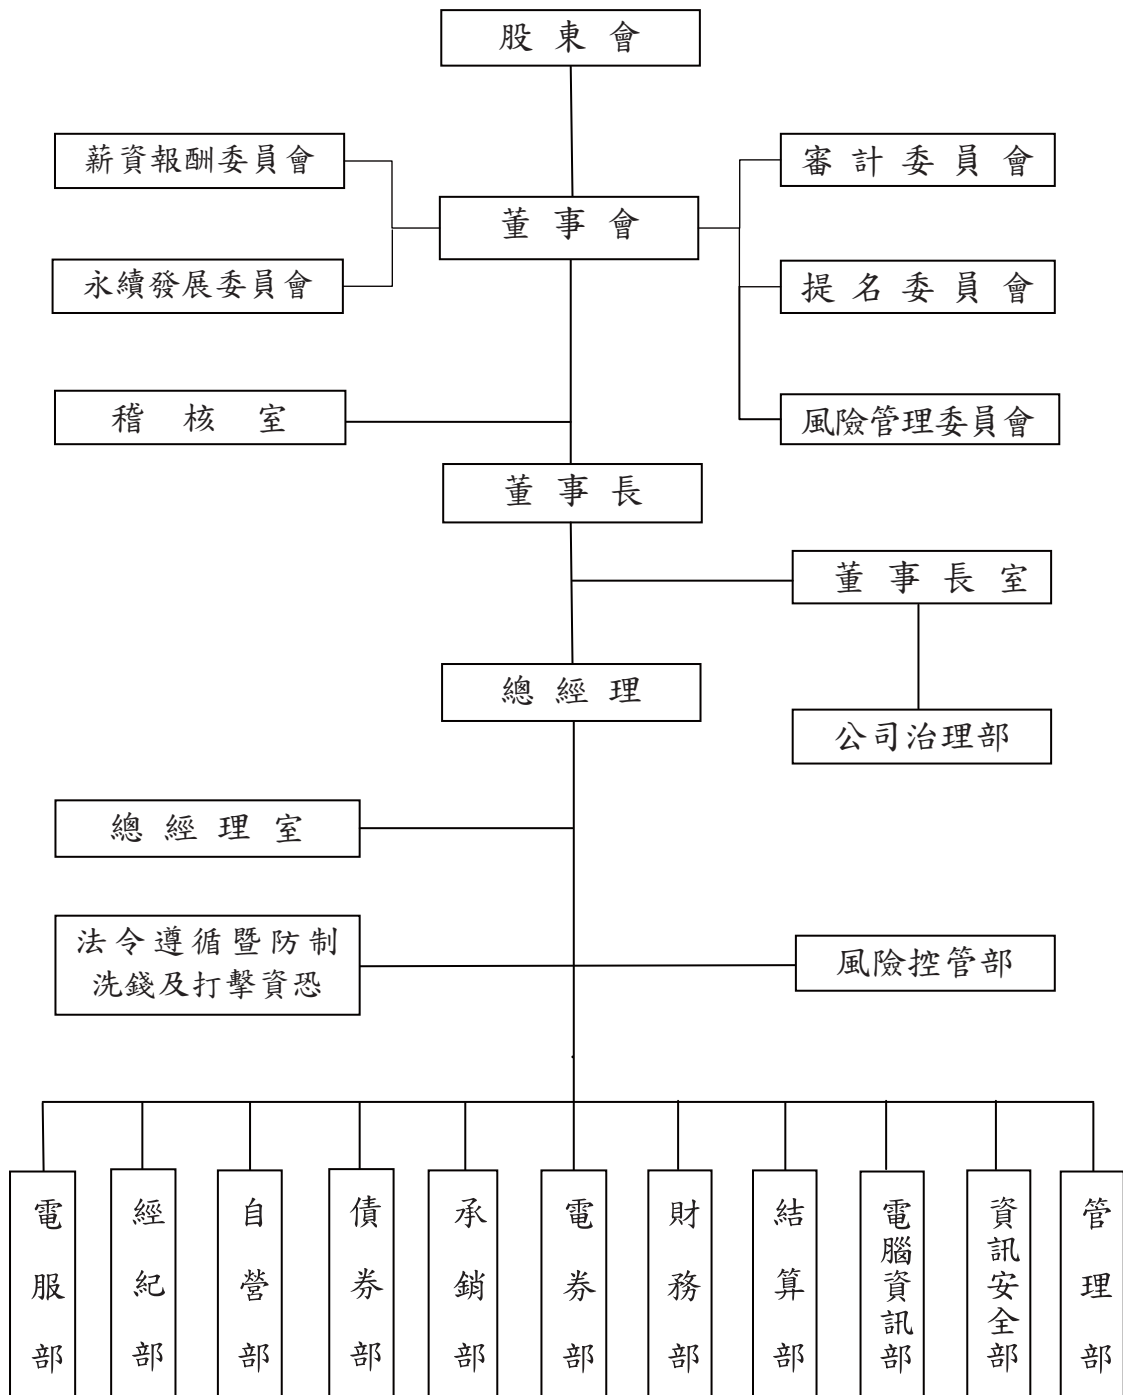 股東會
薪資報酬委員會
審計委員會
董事會
永續發展委員會
提名委員會
稽核室
風險管理委員會
董事長
董事長室
總經理
公司治理部
總經理室
法令遵循暨防制
洗錢及打擊資恐
風險控管部
電服部
經紀部
自營部
債券部
承銷部
電券部
財務部
結算部
電腦資訊部
資訊安全部
管理部